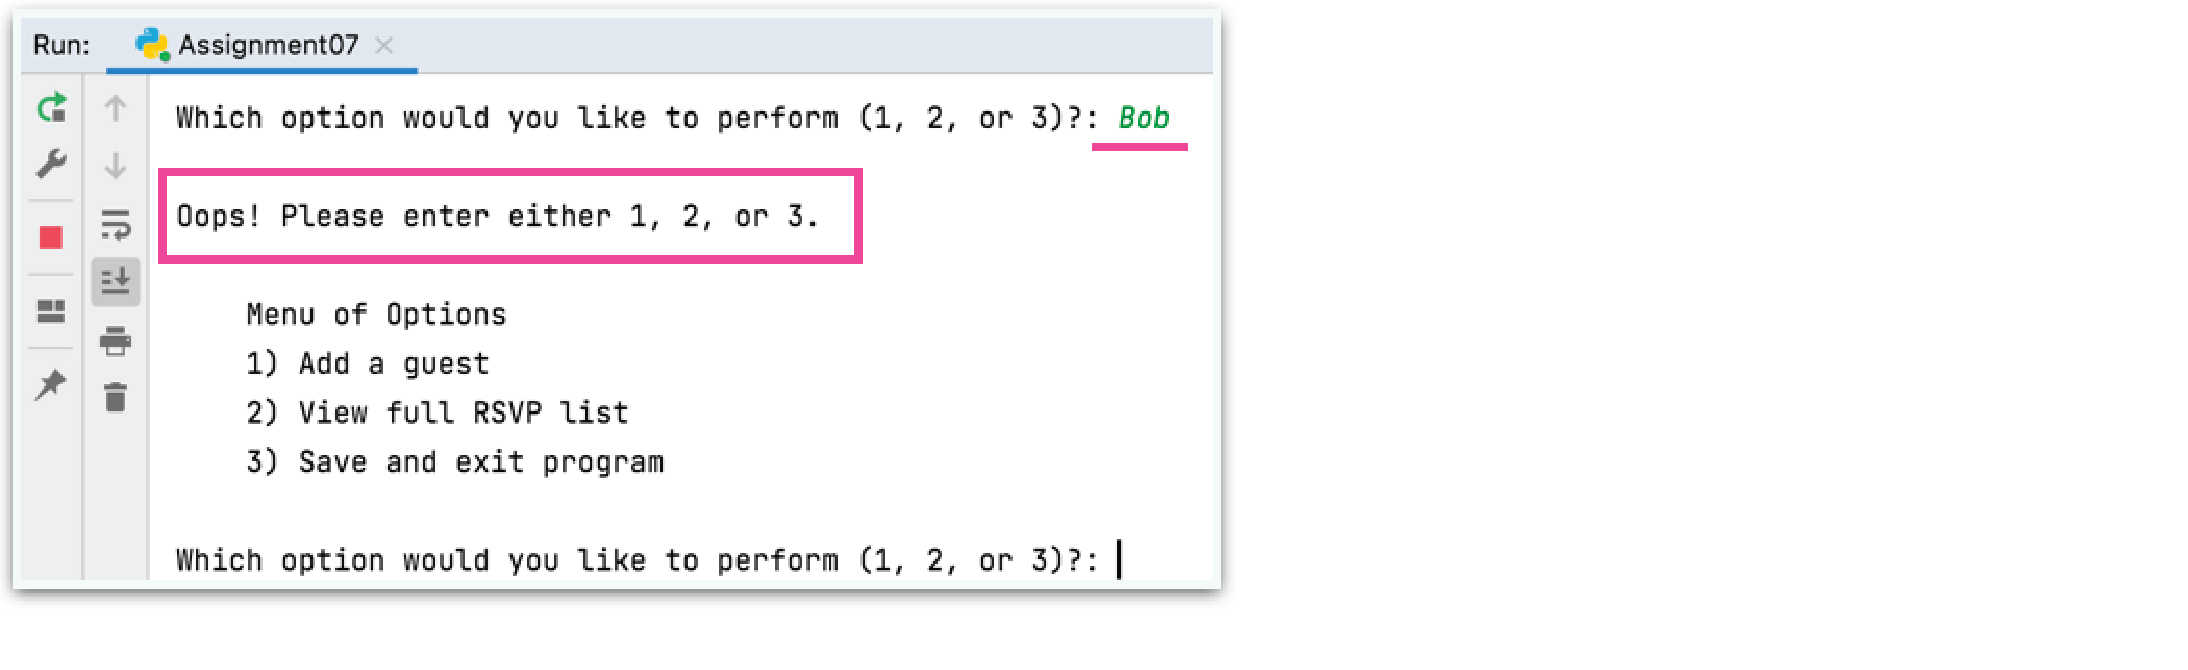 Run: Assignment07
Which option would you like to perform (1, 2, or 3)?: Bob
Oops! Please enter either 1, 2, or 3.
Menu of Options
1) Add a guest
2) View full RSVP list
3) Save and exit program
Which option would you like to perform (1, 2, or 3)?: